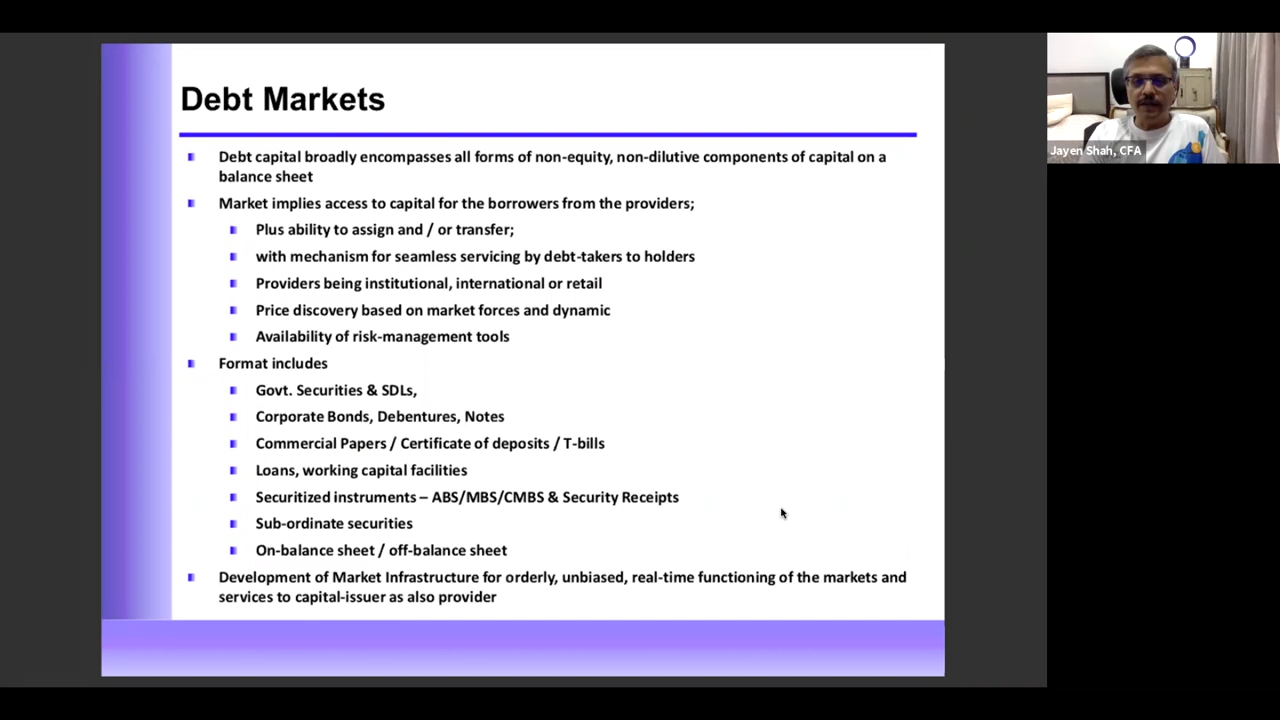 Debt Markets
Debt capital broadly encompasses all forms of non-equity, non-dilutive components of capital on a
balance sheet
Market implies access to capital for the borrowers from the providers;
Plus ability to assign and / or transfer;
with mechanism for seamless servicing by debt-takers to holders
Providers being institutional, international or retail
Price discovery based on market forces and dynamic
Availability of risk-management tools
Format includes
Govt. Securities & SDLs,
Corporate Bonds, Debentures, Notes
Commercial Papers / Certificate of deposits / T-bills
Loans, working capital facilities
Securitized instruments – ABS/MBS/CMBS & Security Receipts
Sub-ordinate securities
On-balance sheet / off-balance sheet
Development of Market Infrastructure for orderly, unbiased, real-time functioning of the markets and
services to capital-issuer as also provider
Jayen Shah, CFA